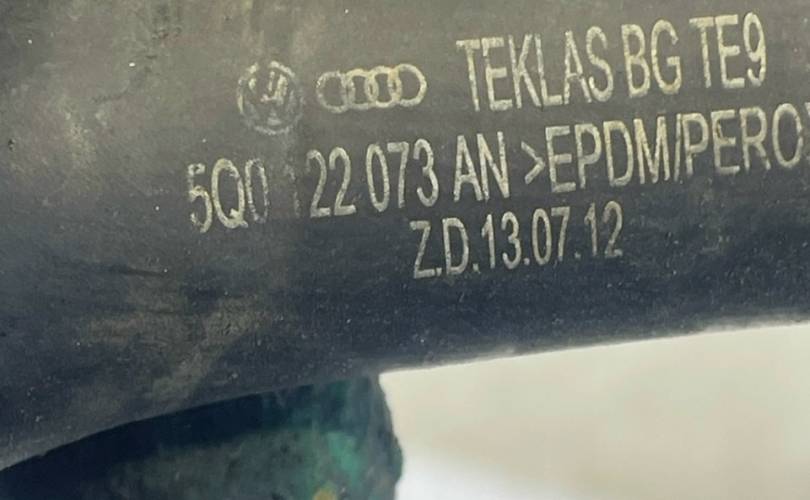 TEKLAS BG TE9
5Q0 122 073 AN >EPDM/PERO
Z.D.13.07.12